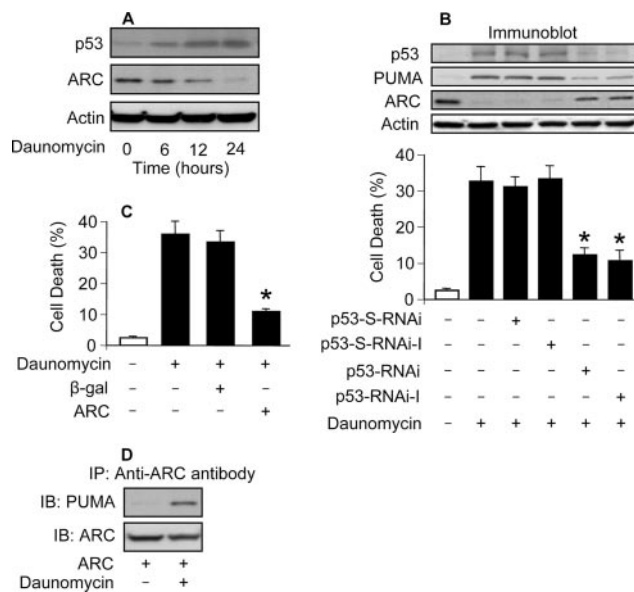 A
p53
ARC
Actin
Daunomycin 0 6 12 24
Time (hours)
B
Immunoblot
p53
PUMA
ARC
Actin
40
30
20
10
0
Cell Death (%)
* *
p53-S-RNAi – – + – – –
p53-S-RNAi-I – – – + – –
p53-RNAi – – – – + –
p53-RNAi-I – – – – – +
Daunomycin – + + + + +
C
40
30
20
10
0
Cell Death (%)
*
Daunomycin – + + +
β-gal – – + –
ARC – – – +
D
IP: Anti-ARC antibody
IB: PUMA
IB: ARC
ARC + +
Daunomycin – +